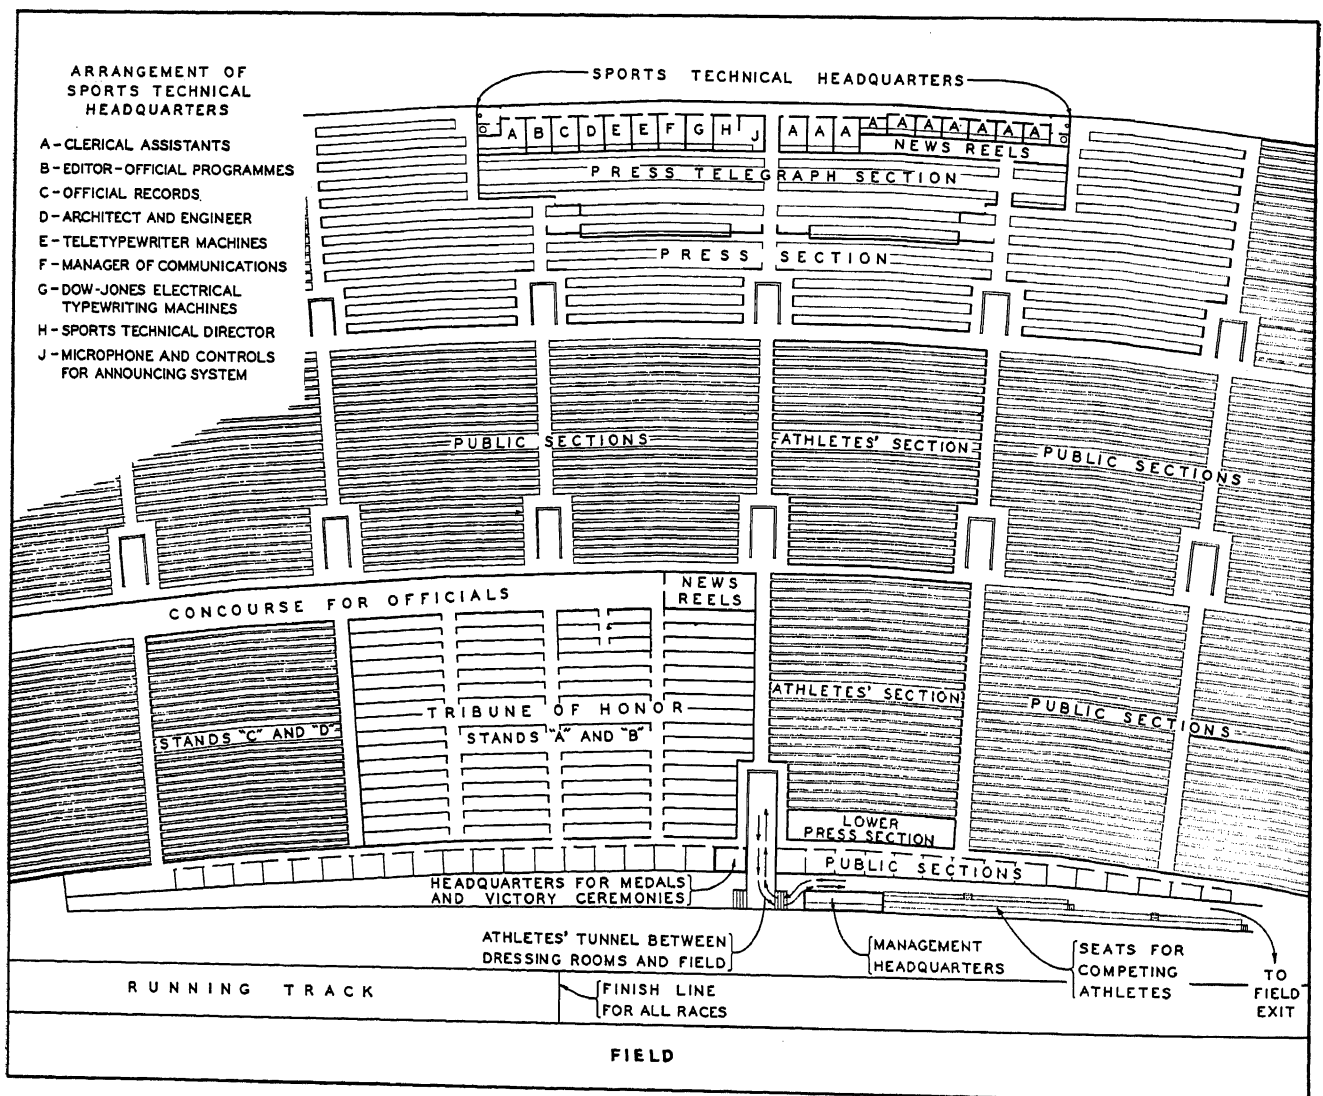 ARRANGEMENT OF
SPORTS TECHNICAL
HEADQUARTERS
A-CLERICAL ASSISTANTS
B-EDITOR-OFFICIAL PROGRAMMES
C-OFFICIAL RECORDS
D-ARCHITECT AND ENGINEER
E-TELETYPEWRITER MACHINES
F-MANAGER OF COMMUNICATIONS
G-DOW-JONES ELECTRICAL
TYPEWRITING MACHINES
H-SPORTS TECHNICAL DIRECTOR
J-MICROPHONE AND CONTROLS
FOR ANNOUNCING SYSTEM
SPORTS TECHNICAL HEADQUARTERS
A B C D E E F G H J A A A A A A A A A A
NEWS REELS
PRESS TELEGRAPH SECTION
PRESS SECTION
PUBLIC SECTIONS
ATHLETES' SECTION
PUBLIC SECTIONS
CONCOURSE FOR OFFICIALS
NEWS
REELS
STANDS "C" AND "D"
TRIBUNE OF HONOR
STANDS "A" AND "B"
ATHLETES' SECTION
PUBLIC SECTIONS
LOWER
PRESS SECTION
PUBLIC SECTIONS
HEADQUARTERS FOR MEDALS
AND VICTORY CEREMONIES
ATHLETES' TUNNEL BETWEEN
DRESSING ROOMS AND FIELD
MANAGEMENT
HEADQUARTERS
SEATS FOR
COMPETING
ATHLETES
TO
FIELD
EXIT
RUNNING TRACK
FINISH LINE
FOR ALL RACES
FIELD